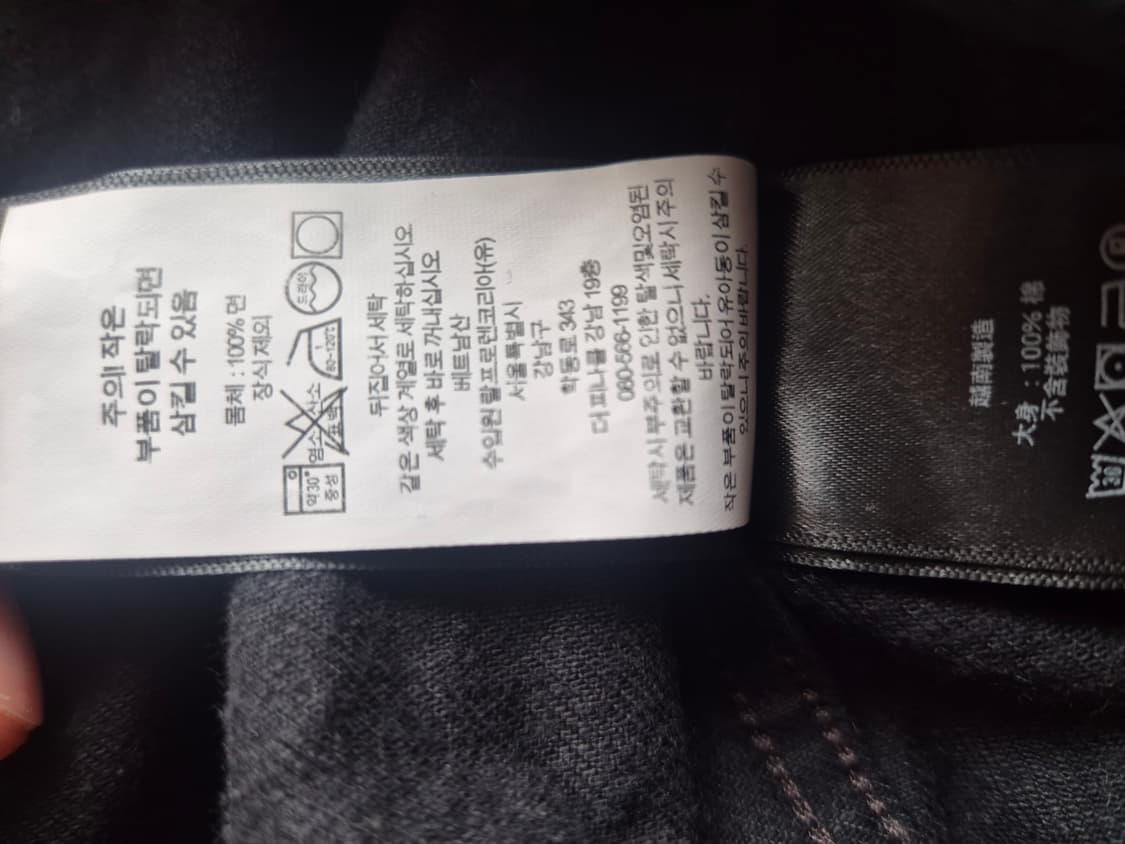 주의! 작은
부품이 탈락되면
삼킬 수 있음
몸체 : 100% 면
장식 제외
약30°
중성
염소
산소
표백
80~120℃
드라이
뒤집어서 세탁
같은 색상 계열로 세탁하십시오
세탁 후 바로 꺼내십시오
베트남산
수입원 랄프로렌코리아(유)
서울특별시
강남구
학동로 343
더 피나클 강남 19층
080-566-1199
세탁시 부주의로 인한 탈색및오염된
제품은 교환할 수 없으니 세탁시 주의
바랍니다.
작은 부품이 탈락되어 유아동이 삼킬 수
있으니 주의 바랍니다.
越南製造
大身 : 100% 棉
不含裝飾物
30